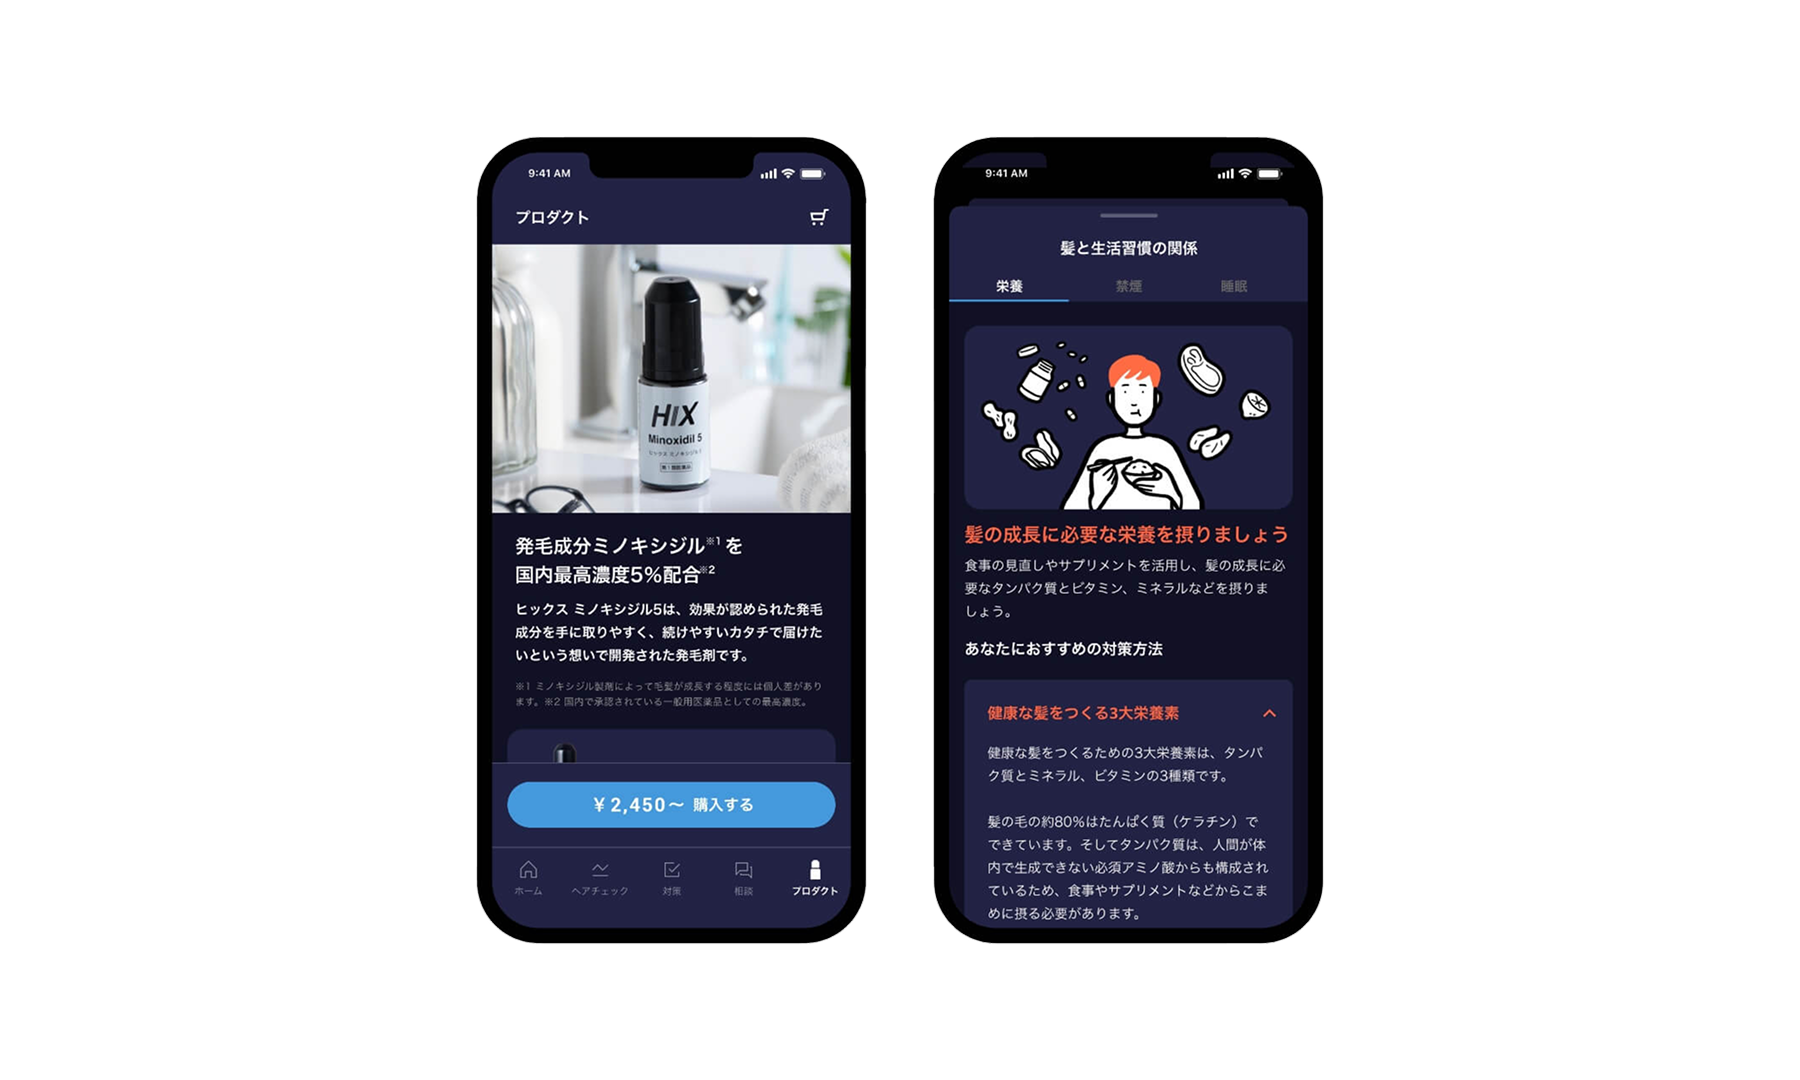 9:41 AM
プロダクト
HIX
Minoxidil 5
ヒックス ミノキシジル5
第1類医薬品
発毛成分ミノキシジル※1を
国内最高濃度5%配合※2
ヒックス ミノキシジル5は、効果が認められた発毛
成分を手に取りやすく、続けやすいカタチで届けた
いという想いで開発された発毛剤です。
※1 ミノキシジル製剤によって毛髪が成長する程度には個人差があり
ます。※2 国内で承認されている一般用医薬品としての最高濃度。
¥2,450〜 購入する
ホーム
ヘアチェック
対策
相談
プロダクト
9:41 AM
髪と生活習慣の関係
栄養
禁煙
睡眠
髪の成長に必要な栄養を摂りましょう
食事の見直しやサプリメントを活用し、髪の成長に必
要なタンパク質とビタミン、ミネラルなどを摂りま
しょう。
あなたにおすすめの対策方法
健康な髪をつくる3大栄養素
健康な髪をつくるための3大栄養素は、タンパ
ク質とミネラル、ビタミンの3種類です。
髪の毛の約80%はたんぱく質（ケラチン）で
できています。そしてタンパク質は、人間が体
内で生成できない必須アミノ酸からも構成され
ているため、食事やサプリメントなどからこま
めに摂る必要があります。